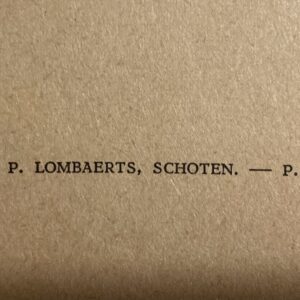 P. LOMBAERTS, SCHOTEN. — P.